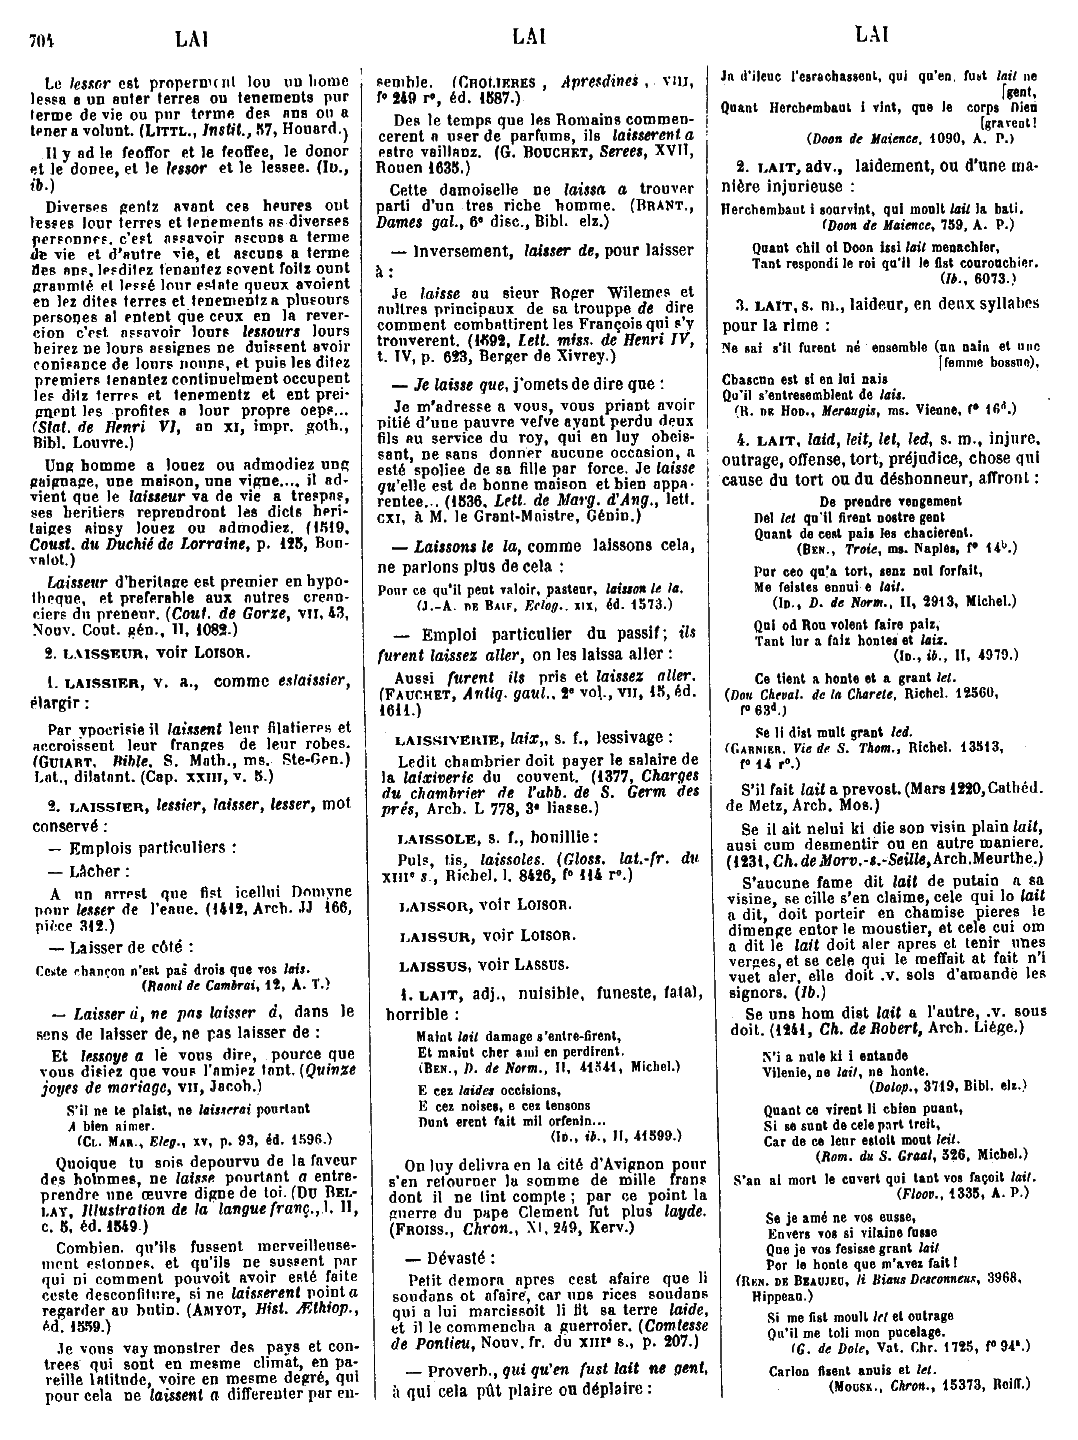 704 LAI LAI LAI
Le lessor est proprement lou un home
lessa a un auter terres ou tenements pur
terme de vie ou pur terme des ans ou a
tener a volunt. (LITTL., Instit., 57, Houard.)
Il y ad le feoffor et le feoffee, le donor
et le donee, et le lessor et le lessee. (ID.,
ib.)
Diverses gentz avant ces heures ont
lesses lour terres et tenements as diverses
personnes, c'est assavoir ascuns a terme
de vie et d'autre vie, et ascuns a terme
des ans, lesditez tenantez sovent foitz ount
graunté et lessé lour estate queux avoient
en lez dites terres et tenementz a plusours
persones al entent que ceux en la rever-
cion c'est assavoir lours lessours lours
heirez ne lours assignes ne duissent avoir
conisance de lours nouns, et puis les ditez
premiers tenantez continuelment occupent
les ditz terres et tenementz et ent prei-
gnent les profites a lour propre oeps...
(Stat. de Henri VI, an XI, impr. goth.,
Bibl. Louvre.)
Ung homme a louez ou admodiez ung
gaignage, une maison, une vigne..., il ad-
vient que le laisseur va de vie a trespas,
ses heritiers reprendront les dicts heri-
taiges ainsy louez ou admodiez. (1519,
Coust. du Duchié de Lorraine, p. 125, Bon-
valot.)
Laisseur d'heritage est premier en hypo-
theque, et preferable aux autres crean-
ciers du preneur. (Cout. de Gorze, VII, 43,
Nouv. Cout. gén., II, 1082.)
2. LAISSEUR, voir LOISOR.
1. LAISSIER, v. a., comme eslaissier,
élargir :
Par ypocrisie il laissent leur filatieres et
accroissent leur franges de leur robes.
(GUIART, Bible, S. Math., ms. Ste-Gen.)
Lat., dilatant. (Cap. XXIII, v. 5.)
2. LAISSIER, lessier, laisser, lesser, mot
conservé :
— Emplois particuliers :
— Lâcher :
A un arrest que fist icellui Domyne
pour lesser de l'eaue. (1412, Arch. JJ 166,
pièce 312.)
— Laisser de côté :
Ceste chançon n'est pas drois que vos lais.
(Raoul de Cambrai, 12, A. T.)
— Laisser à, ne pas laisser à, dans le
sens de laisser de, ne pas laisser de :
Et lessoye a le vous dire, pource que
vous disiez que vous l'amiez tant. (Quinze
joyes de mariage, VII, Jacob.)
S'il ne te plaist, ne laisserai pourtant
A bien aimer.
(CL. MAR., Eleg., XV, p. 93, éd. 1596.)
Quoique tu sois depourvu de la faveur
des hommes, ne laisse pourtant a entre-
prendre une œuvre digne de toi. (DU BEL-
LAY, Illustration de la langue franç., l. II,
c. 5, éd. 1549.)
Combien qu'ils fussent merveilleuse-
ment estonnes, et qu'ils ne sussent par
qui ni comment pouvoit avoir esté faite
ceste desconfiture, si ne laisserent point a
regarder au butin. (AMYOT, Hist. Æthiop.,
éd. 1559.)
Je vous vay monstrer des pays et con-
trees qui sont en mesme climat, en pa-
reille latitude, voire en mesme degré, qui
pour cela ne laissent a differenter par en-
semble. (CHOLIERES, Apresdines, VIII,
f° 249 r°, éd. 1587.)
Des le temps que les Romains commen-
cerent a user de parfums, ils laisserent a
estre vaillanz. (G. BOUCHET, Serees, XVII,
Rouen 1635.)
Cette damoiselle ne laissa a trouver
parti d'un tres riche homme. (BRANT.,
Dames gal., 6e disc., Bibl. elz.)
— Inversement, laisser de, pour laisser
à :
Je laisse au sieur Roger Wilemes et
aultres principaux de sa trouppe de dire
comment combattirent les François qui s'y
trouverent. (1592, Lett. miss. de Henri IV,
t. IV, p. 623, Berger de Xivrey.)
— Je laisse que, j'omets de dire que :
Je m'adresse a vous, vous priant avoir
pitié d'une pauvre vefve ayant perdu deux
fils au service du roy, qui en luy obeis-
sant, ne sans donner aucune occasion, a
esté spoliee de sa fille par force. Je laisse
qu'elle est de bonne maison et bien appa-
rentee... (1536, Lett. de Marg. d'Ang., lett.
CXI, à M. le Grant-Maistre, Génin.)
— Laissons le la, comme laissons cela,
ne parlons plus de cela :
Pour ce qu'il peut valoir, pasteur, laisson le la.
(J.-A. DE BAIF, Eclog., XIX, éd. 1573.)
— Emploi particulier du passif; ils
furent laissez aller, on les laissa aller :
Aussi furent ils pris et laissez aller.
(FAUCHET, Antiq. gaul., 2e vol., VII, 15, éd.
1611.)
LAISSIVERIE, laix., s. f., lessivage :
Ledit chambrier doit payer le salaire de
la laixiverie du couvent. (1377, Charges
du chambrier de l'abb. de S. Germ des
prés, Arch. L 778, 3e liasse.)
LAISSOLE, s. f., bouillie :
Puls, tis, laissoles. (Gloss. lat.-fr. du
XIIIe s., Richel. l. 8426, f° 114 r°.)
LAISSOR, voir LOISOR.
LAISSUR, voir LOISOR.
LAISSUS, voir LASSUS.
1. LAIT, adj., nuisible, funeste, fatal,
horrible :
Maint lait damage s'entre-firent,
Et maint cher ami en perdirent.
(BEN., D. de Norm., II, 41541, Michel.)
E cez laides occisions,
E cez noises, e cez tensons
Dunt erent fait mil orfenin...
(ID., ib., II, 41599.)
On luy delivra en la cité d'Avignon pour
s'en retourner la somme de mille frans
dont il ne tint compte ; par ce point la
guerre du pape Clement fut plus layde.
(FROISS., Chron., XI, 249, Kerv.)
— Dévasté :
Petit demora apres cest afaire que li
soudans ot afaire, car uns rices soudans
qui a lui marcissoit li fit sa terre laide,
et il le commencha a guerroier. (Comtesse
de Pontieu, Nouv. fr. du XIIIe s., p. 207.)
— Proverb., qui qu'en fust lait ne gent,
à qui cela pût plaire ou déplaire :
Ja d'ileuc l'esrachassent, qui qu'en fust lait ne
[gent,
Quant Herchembaut i vint, que le corps Dieu
[gravent !
(Doon de Maience, 1090, A. P.)
2. LAIT, adv., laidement, ou d'une ma-
nière injurieuse :
Herchembaut i sourvint, qui moult lait la bati.
(Doon de Maience, 759, A. P.)
Quant chil oi Doon issi lait menachier,
Tant respondi le roi qu'il le fist courouchier.
(Ib., 6073.)
3. LAIT, s. m., laideur, en deux syllabes
pour la rime :
Ne sai s'il furent né ensemble (un nain et une
[femme bossue),
Chascun est si en lui nais
Qu'il s'entresemblent de lais.
(R. DE HOD., Meraugis, ms. Vienne, f° 16d.)
4. LAIT, laid, leit, let, led, s. m., injure,
outrage, offense, tort, préjudice, chose qui
cause du tort ou du déshonneur, affront :
De prendre vengement
Del let qu'il firent nostre gent
Quant de cest pais les chacierent.
(BEN., Troie, ms. Naples, f° 14b.)
Pur ceo qu'a tort, senz nul forfait,
Me feistes ennui e lait.
(ID., D. de Norm., II, 2913, Michel.)
Qui od Rou volent faire paiz,
Tant lur a faiz hontes et laiz.
(ID., ib., II, 4979.)
Ce tient a honte et a grant let.
(Dou Cheval. de la Charete, Richel. 12560,
f° 63d.)
Se li dist mult grant led.
(GARNIER, Vie de S. Thom., Richel. 13513,
f° 14 r°.)
S'il fait lait a prevost. (Mars 1220, Cathéd.
de Metz, Arch. Mos.)
Se il ait nelui ki die son visin plain lait,
ausi cum desmentir ou en autre maniere.
(1231, Ch. de Morv.-s.-Seille, Arch. Meurthe.)
S'aucune fame dit lait de putain a sa
visine, se cille s'en claime, cele qui lo lait
a dit, doit porteir en chamise pieres le
dimenge entor le moustier, et cele cui om
a dit le lait doit aler apres et tenir unes
verges, et se cele qui le meffait at fait n'i
vuet aler, elle doit .v. sols d'amande les
signors. (Ib.)
Se uns hom dist lait a l'autre, .v. sous
doit. (1241, Ch. de Robert, Arch. Liége.)
N'i a nule ki i entande
Vilenie, ne lait, ne honte.
(Dolop., 3719, Bibl. elz.)
Quant ce virent li chien puant,
Si se sunt de cele part treit,
Car de ce leur estoit mout leit.
(Rom. du S. Graal, 326, Michel.)
S'an ai mort le cuvert qui tant vos façoit lait.
(Floov., 1335, A. P.)
Se je amé ne vos eusse,
Envers vos si vilaine fusse
Que je vos fesisse grant lait
Por le honte que m'avez fait !
(REN. DE BEAUJEU, li Biaus Desconneus, 3968,
Hippeau.)
Si me fist moult let et outrage
Qu'il me toli mon pucelage.
(G. de Dole, Vat. Chr. 1725, f° 94a.)
Carlon fisent anuis et let.
(MOUSK., Chron., 15373, Reiff.)